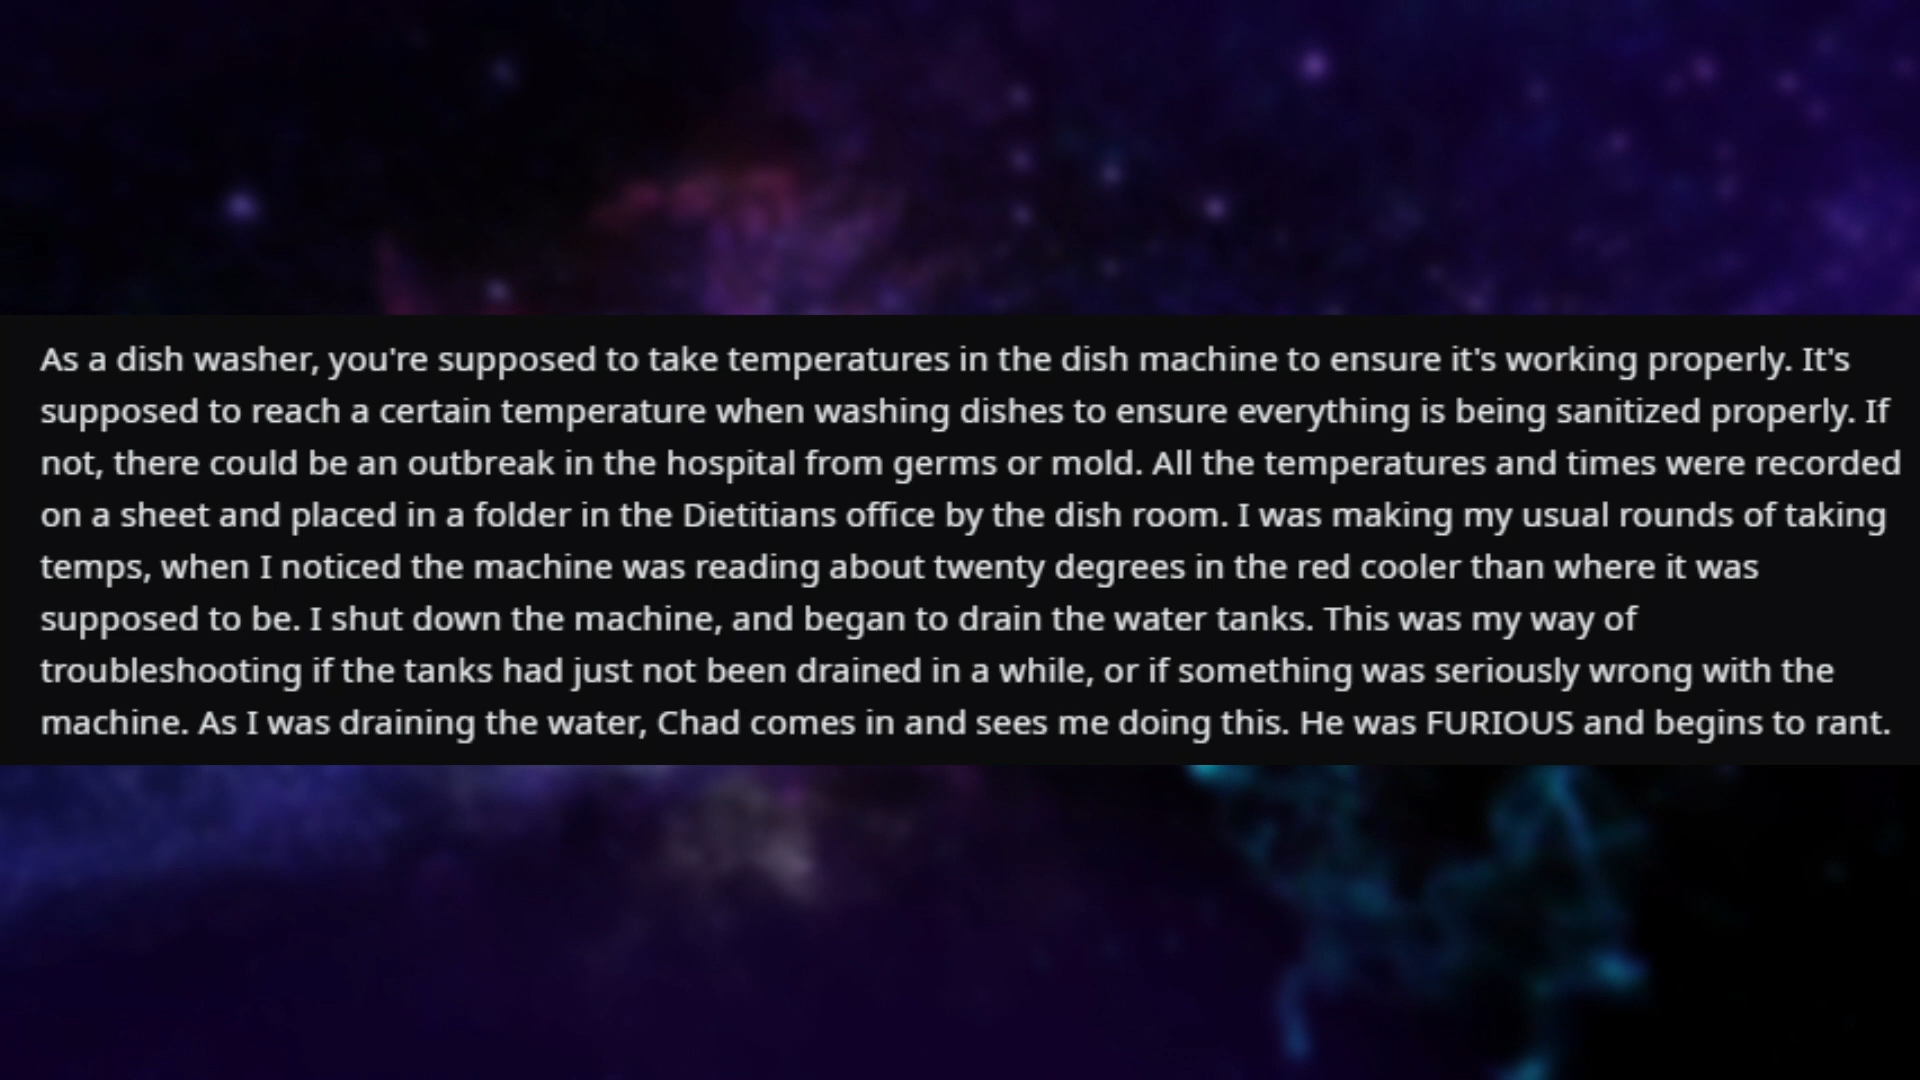 As a dish washer, you're supposed to take temperatures in the dish machine to ensure it's working properly. It's
supposed to reach a certain temperature when washing dishes to ensure everything is being sanitized properly. If
not, there could be an outbreak in the hospital from germs or mold. All the temperatures and times were recorded
on a sheet and placed in a folder in the Dietitians office by the dish room. I was making my usual rounds of taking
temps, when I noticed the machine was reading about twenty degrees in the red cooler than where it was
supposed to be. I shut down the machine, and began to drain the water tanks. This was my way of
troubleshooting if the tanks had just not been drained in a while, or if something was seriously wrong with the
machine. As I was draining the water, Chad comes in and sees me doing this. He was FURIOUS and begins to rant.